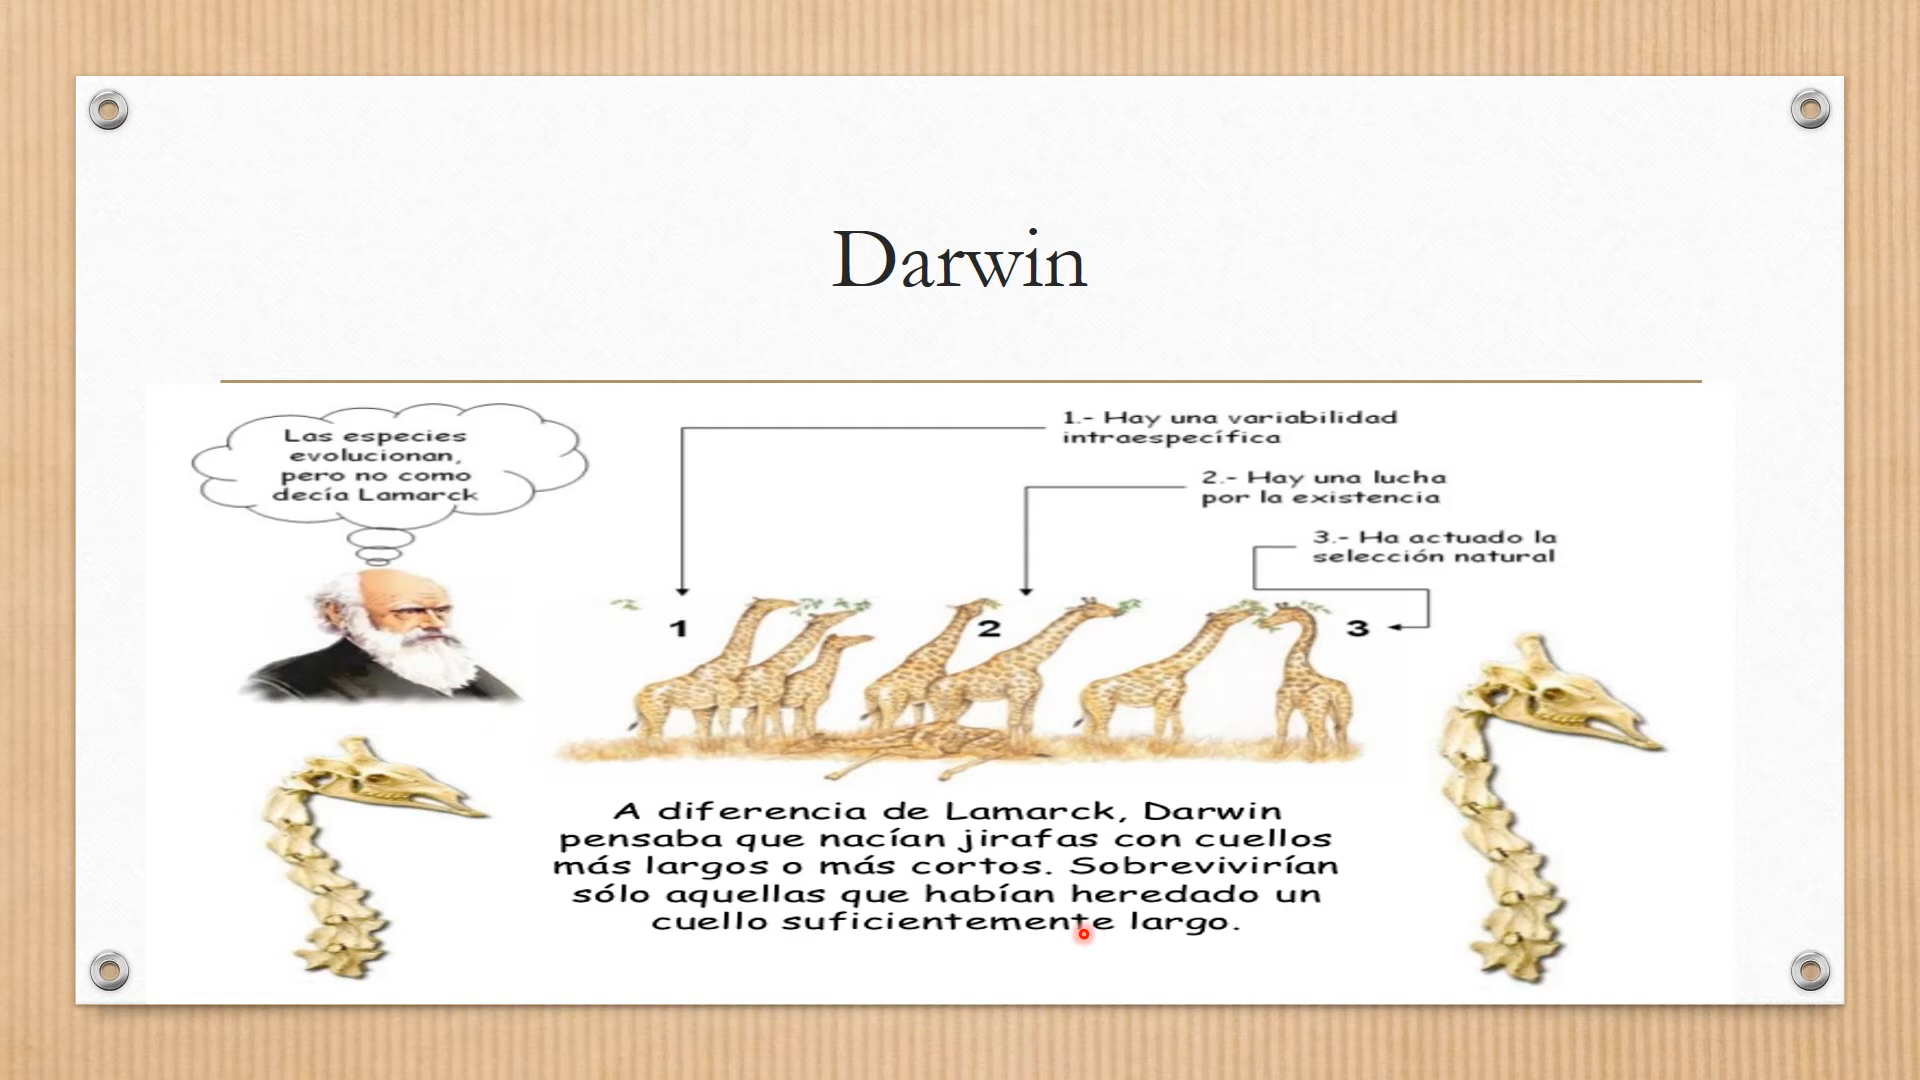 Darwin
Las especies
evolucionan,
pero no como
decía Lamarck
1.- Hay una variabilidad
intraespecífica
2.- Hay una lucha
por la existencia
3.- Ha actuado la
selección natural
1
2
3
A diferencia de Lamarck, Darwin
pensaba que nacían jirafas con cuellos
más largos o más cortos. Sobrevivirían
sólo aquellas que habían heredado un
cuello suficientemente largo.